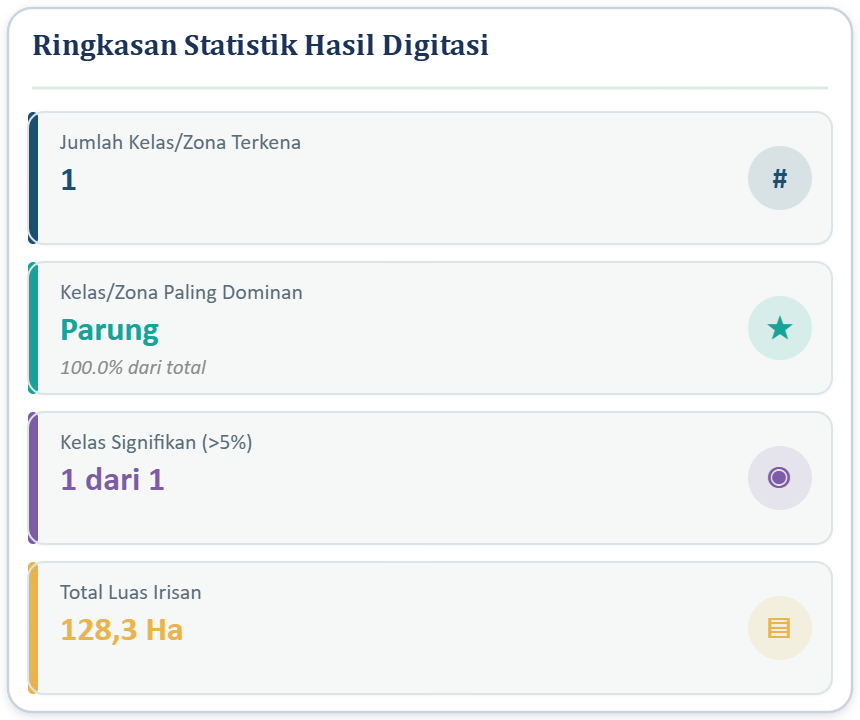 Ringkasan Statistik Hasil Digitasi
Jumlah Kelas/Zona Terkena
1
#
Kelas/Zona Paling Dominan
Parung
100.0% dari total
Kelas Signifikan (>5%)
1 dari 1
Total Luas Irisan
128,3 Ha